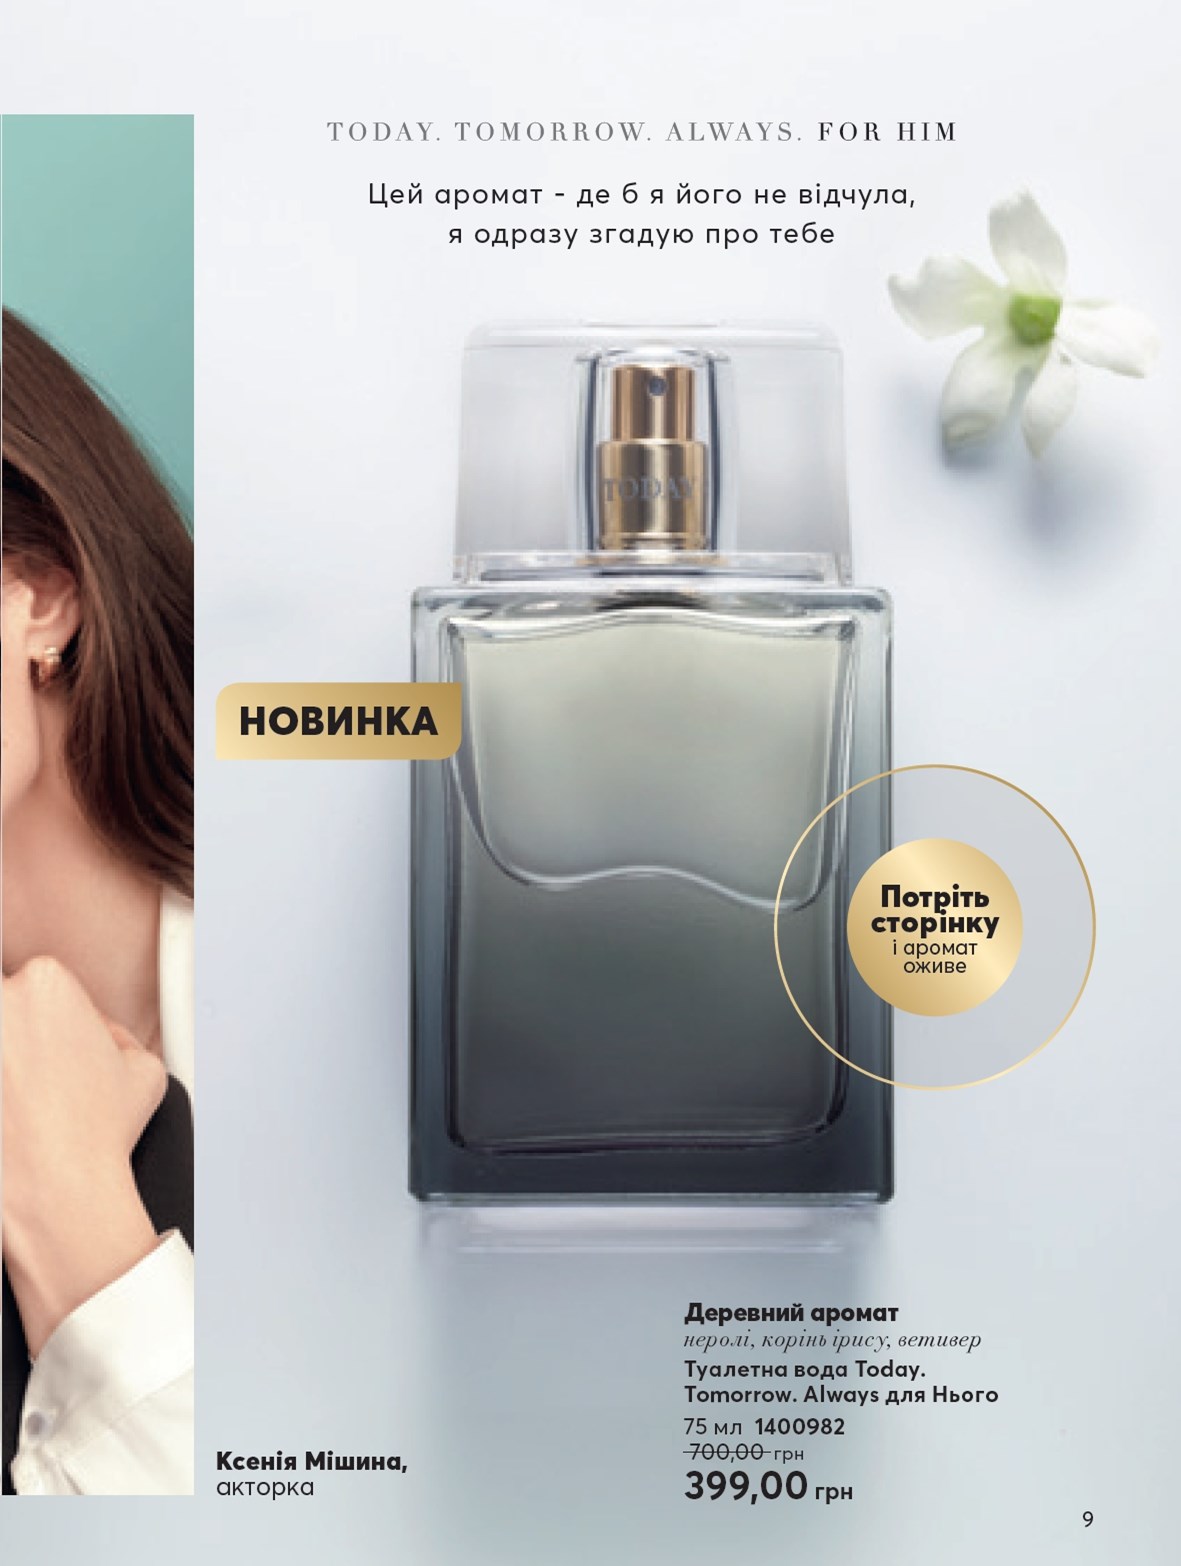 TODAY. TOMORROW. ALWAYS. FOR HIM
Цей аромат - де б я його не відчула,
я одразу згадую про тебе
TODAY
НОВИНКА
Потріть
сторінку
і аромат
оживе
Деревний аромат
неролі, корінь ірису, ветивер
Туалетна вода Today.
Tomorrow. Always для Нього
75 мл 1400982
700,00 грн
399,00 грн
Ксенія Мішина,
акторка
9